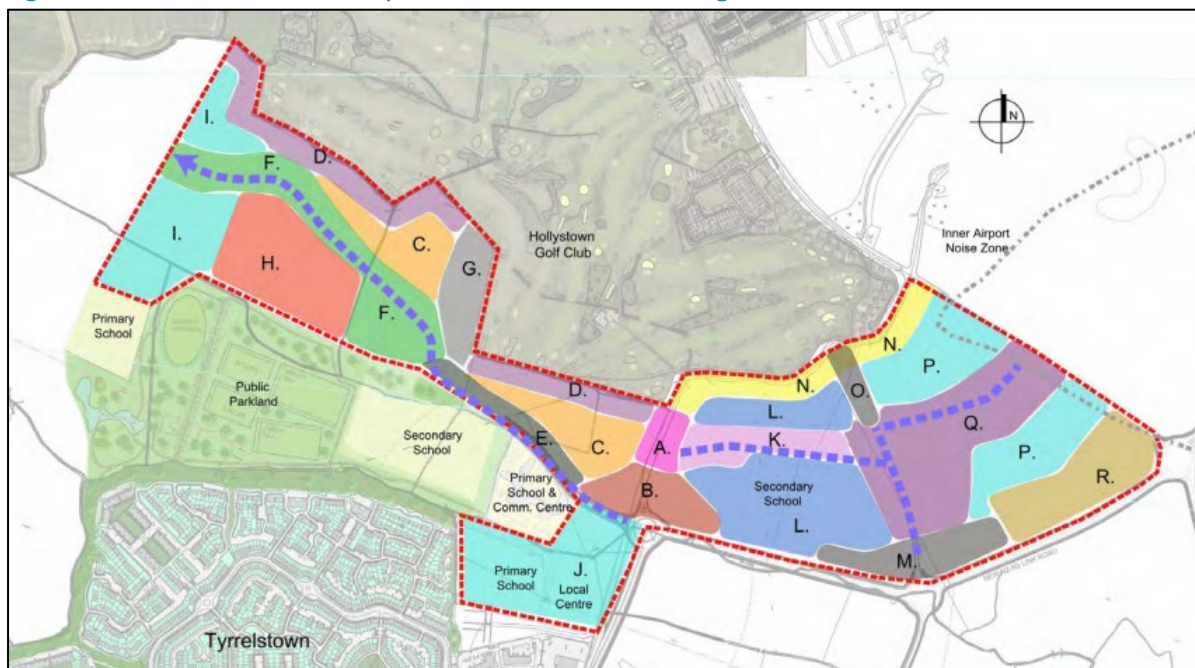 N
I.
D.
F.
I.
C.
Hollystown
Golf Club
Inner Airport
Noise Zone
H.
G.
F.
Primary
School
Public
Parkland
N.
P.
N.
O.
D.
L.
Q.
Secondary
School
E.
C.
A.
K.
P.
R.
Primary
School &
Comm. Centre
B.
Secondary
School
L.
M.
Primary
School
J.
Local
Centre
Tyrrelstown